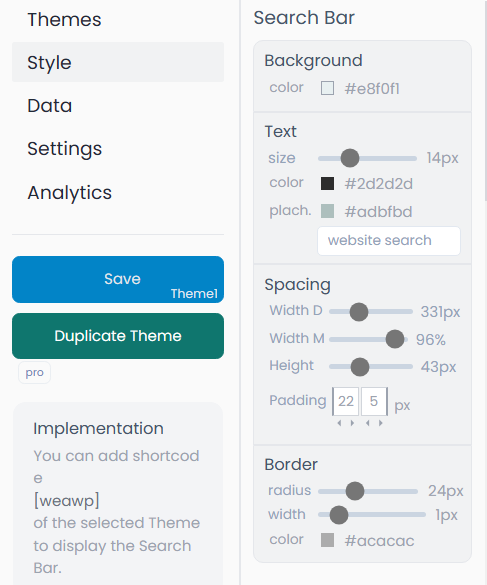 Themes
Style
Data
Settings
Analytics
Save
Theme1
Duplicate Theme
pro
Implementation
You can add shortcod
e
[weawp]
of the selected Theme
to display the Search
Bar.
Search Bar
Background
color #e8f0f1
Text
size 14px
color #2d2d2d
plach. #adbfbd
website search
Spacing
Width D 331px
Width M 96%
Height 43px
Padding 22 5 px
Border
radius 24px
width 1px
color #acacac